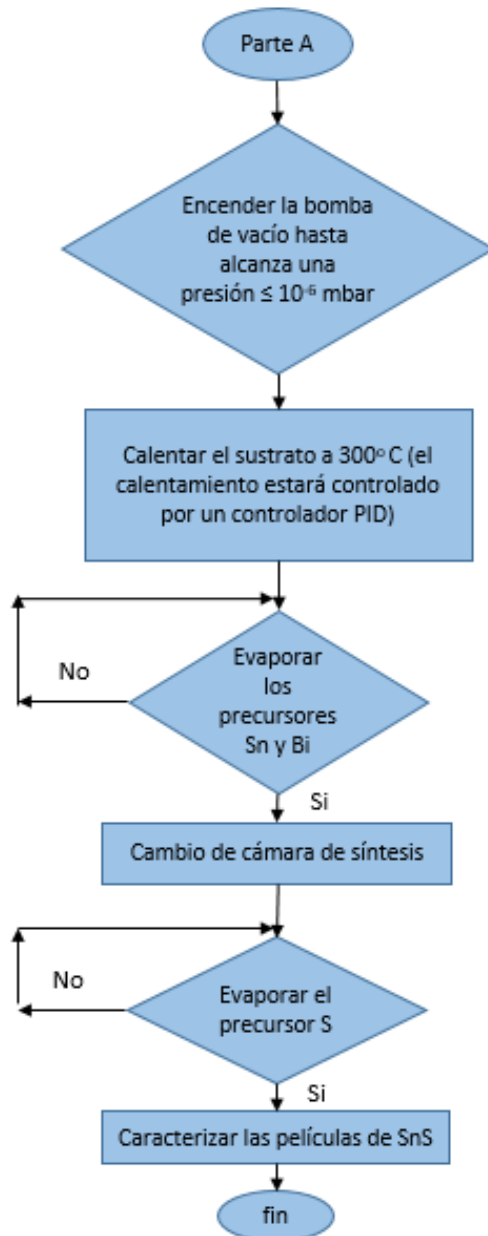 Parte A
Encender la bomba
de vacío hasta
alcanza una
presión ≤ 10⁻⁶ mbar
Calentar el sustrato a 300º C (el
calentamiento estará controlado
por un controlador PID)
Evaporar
los
precursores
Sn y Bi
No
Si
Cambio de cámara de síntesis
No
Evaporar el
precursor S
Si
Caracterizar las películas de SnS
fin